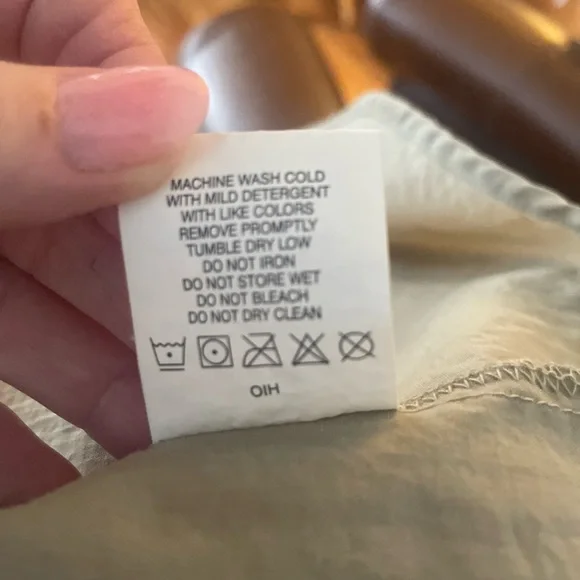 MACHINE WASH COLD
WITH MILD DETERGENT
WITH LIKE COLORS
REMOVE PROMPTLY
TUMBLE DRY LOW
DO NOT IRON
DO NOT STORE WET
DO NOT BLEACH
DO NOT DRY CLEAN
OIH